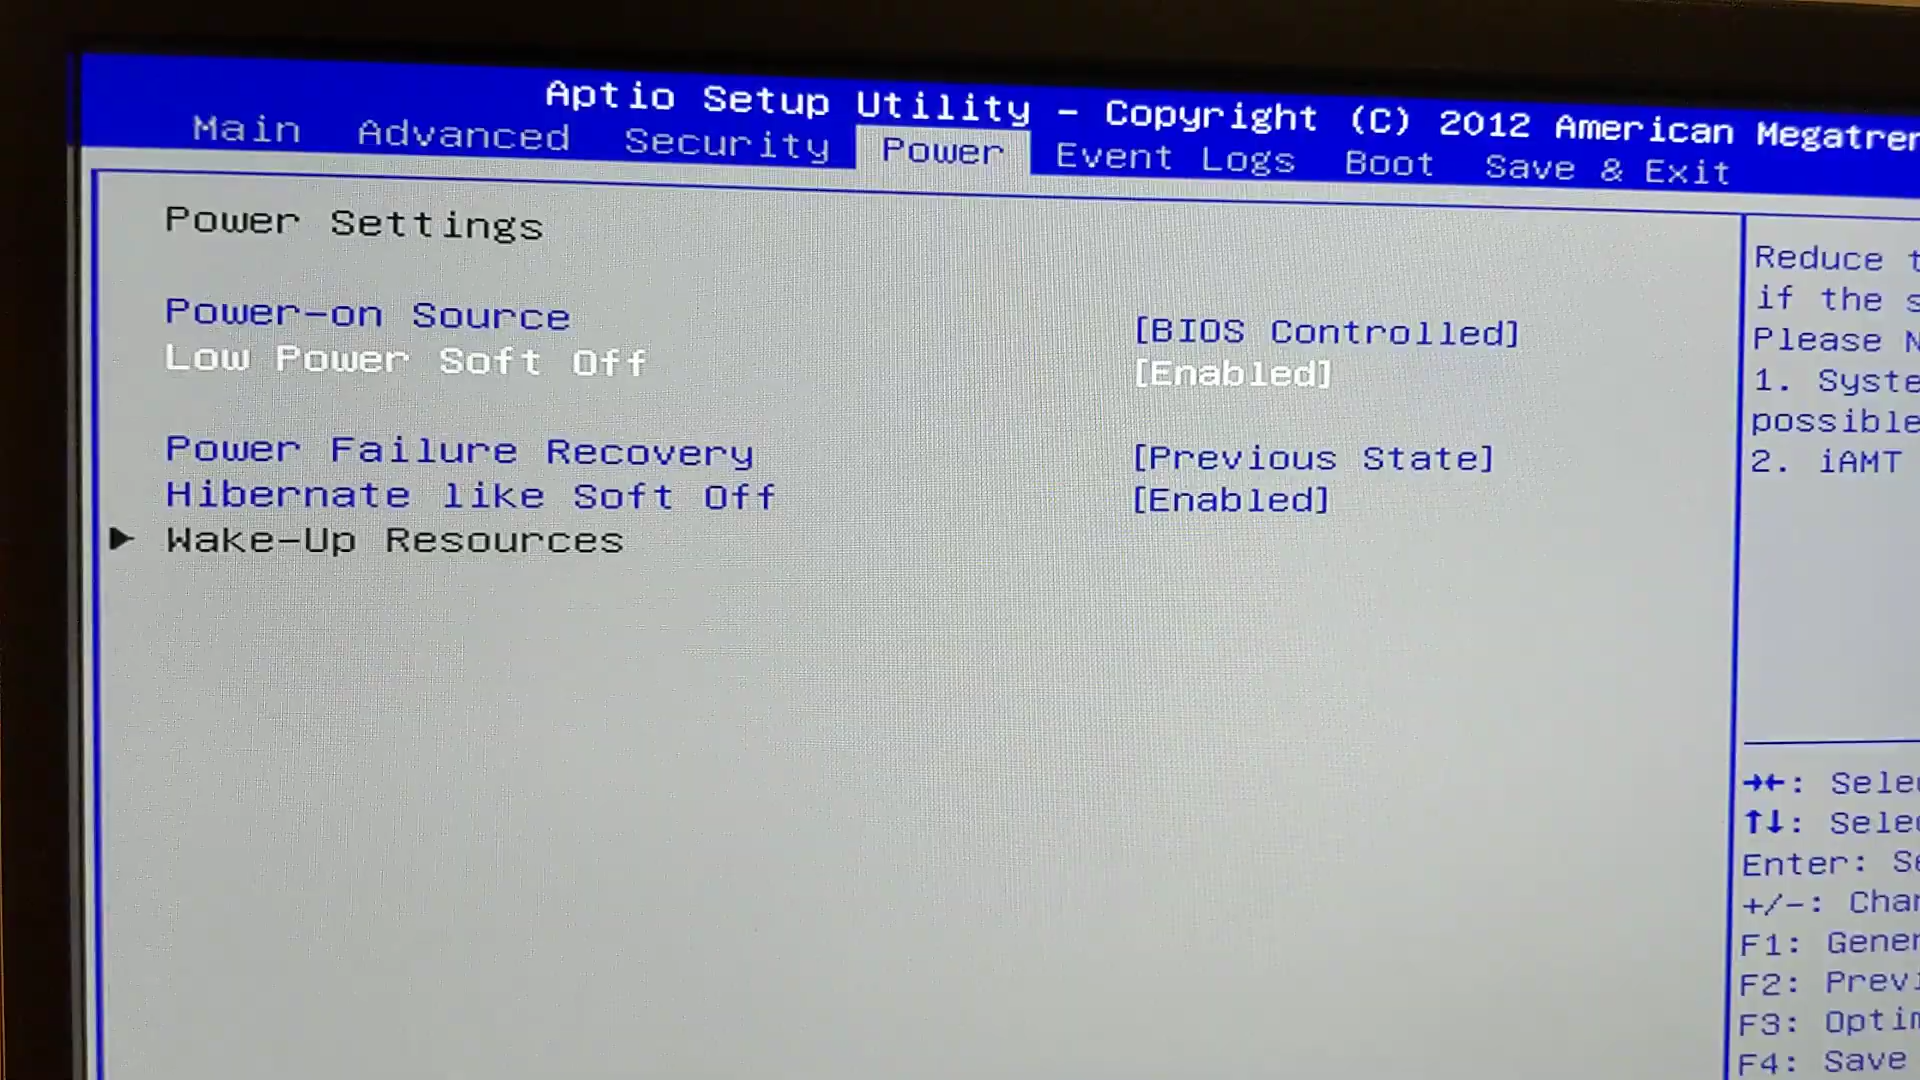 Aptio Setup Utility – Copyright (C) 2012 American
Main Advanced Security Power Event Logs Boot Save & Exit
Power Settings
Power-on Source [BIOS Controlled]
Low Power Soft Off [Enabled]
Power Failure Recovery [Previous State]
Hibernate like Soft Off [Enabled]
► Wake-Up Resources
Reduce
if the
Please
1.
possible
2. iAMT
→←:
↑↓:
Enter:
+/-:
F1:
F2:
F3:
F4: Save